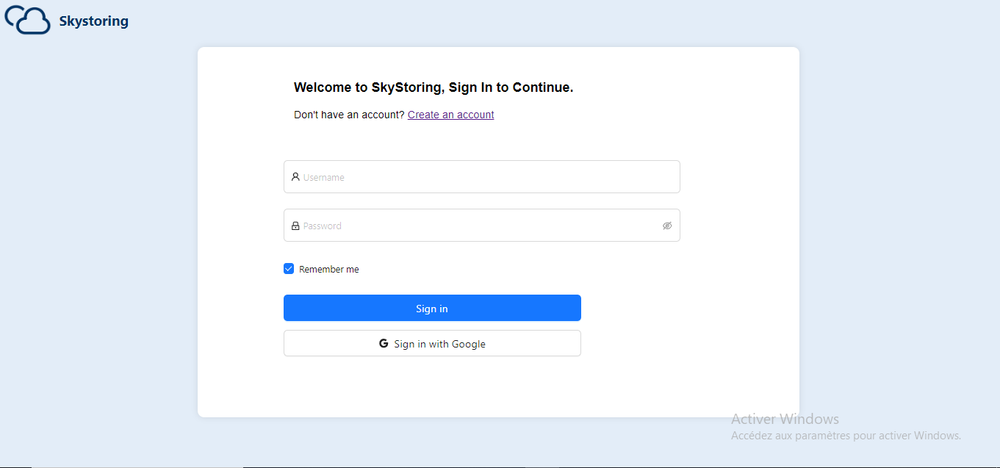 Skystoring
Welcome to SkyStoring, Sign In to Continue.
Don't have an account? Create an account
Username
Password
Remember me
Sign in
Sign in with Google
Activer Windows
Accédez aux paramètres pour activer Windows.